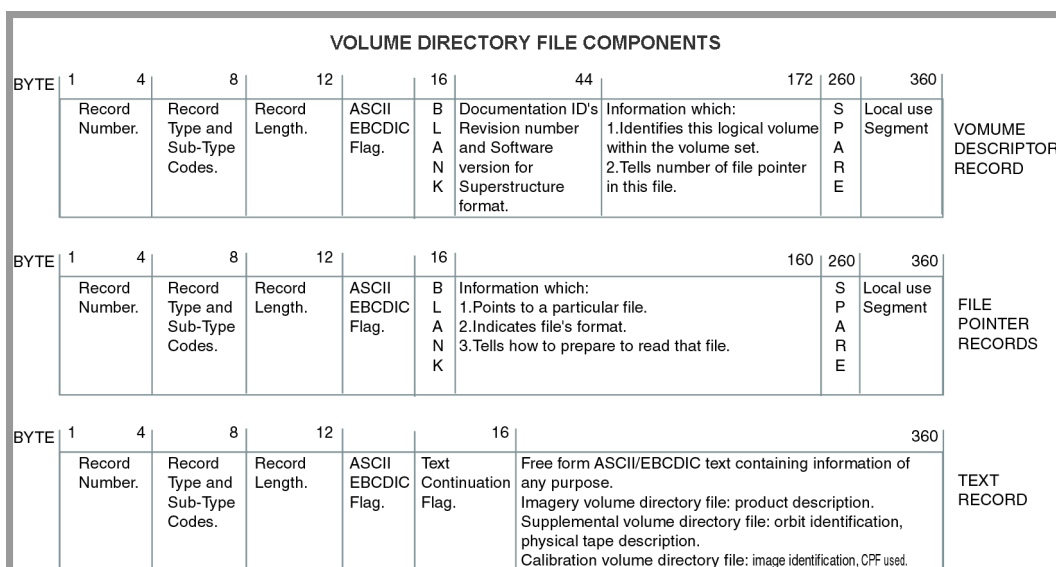 VOLUME DIRECTORY FILE COMPONENTS
BYTE 1 4 8 12 16 44 172 260 360
Record Number.
Record Type and Sub-Type Codes.
Record Length.
ASCII EBCDIC Flag.
BLANK
Documentation ID's Revision number and Software version for Superstructure format.
Information which:
1.Identifies this logical volume within the volume set.
2.Tells number of file pointer in this file.
SPARE
Local use Segment
VOMUME DESCRIPTOR RECORD
BYTE 1 4 8 12 16 160 260 360
Record Number.
Record Type and Sub-Type Codes.
Record Length.
ASCII EBCDIC Flag.
BLANK
Information which:
1.Points to a particular file.
2.Indicates file's format.
3.Tells how to prepare to read that file.
SPARE
Local use Segment
FILE POINTER RECORDS
BYTE 1 4 8 12 16 360
Record Number.
Record Type and Sub-Type Codes.
Record Length.
ASCII EBCDIC Flag.
Text Continuation Flag.
Free form ASCII/EBCDIC text containing information of any purpose.
Imagery volume directory file: product description.
Supplemental volume directory file: orbit identification, physical tape description.
Calibration volume directory file: image identification, CPF used.
TEXT RECORD